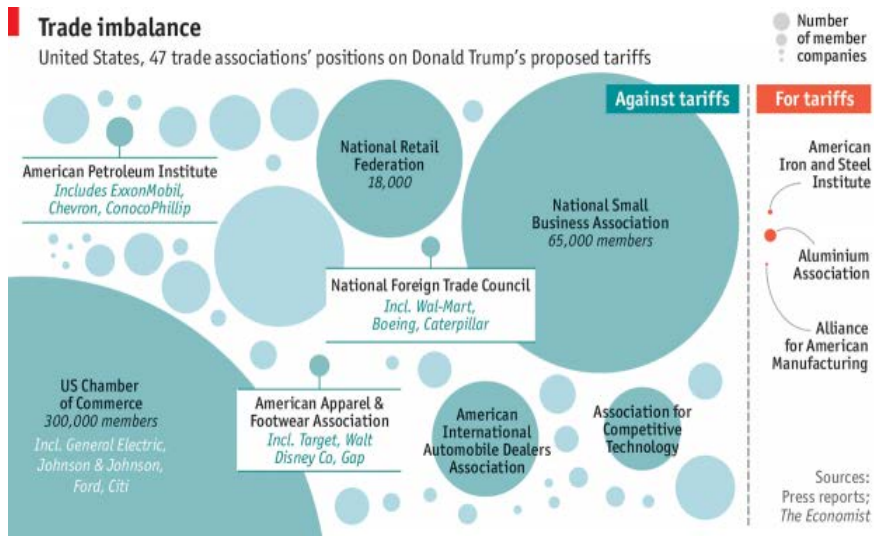 Trade imbalance
United States, 47 trade associations' positions on Donald Trump's proposed tariffs
Number
of member
companies
Against tariffs
For tariffs
American Petroleum Institute
Includes ExxonMobil,
Chevron, ConocoPhillip
National Retail
Federation
18,000
National Small
Business Association
65,000 members
National Foreign Trade Council
Incl. Wal-Mart,
Boeing, Caterpillar
US Chamber
of Commerce
300,000 members
Incl. General Electric,
Johnson & Johnson,
Ford, Citi
American Apparel &
Footwear Association
Incl. Target, Walt
Disney Co, Gap
American
International
Automobile Dealers
Association
Association for
Competitive
Technology
American
Iron and Steel
Institute
Aluminium
Association
Alliance
for American
Manufacturing
Sources:
Press reports;
The Economist